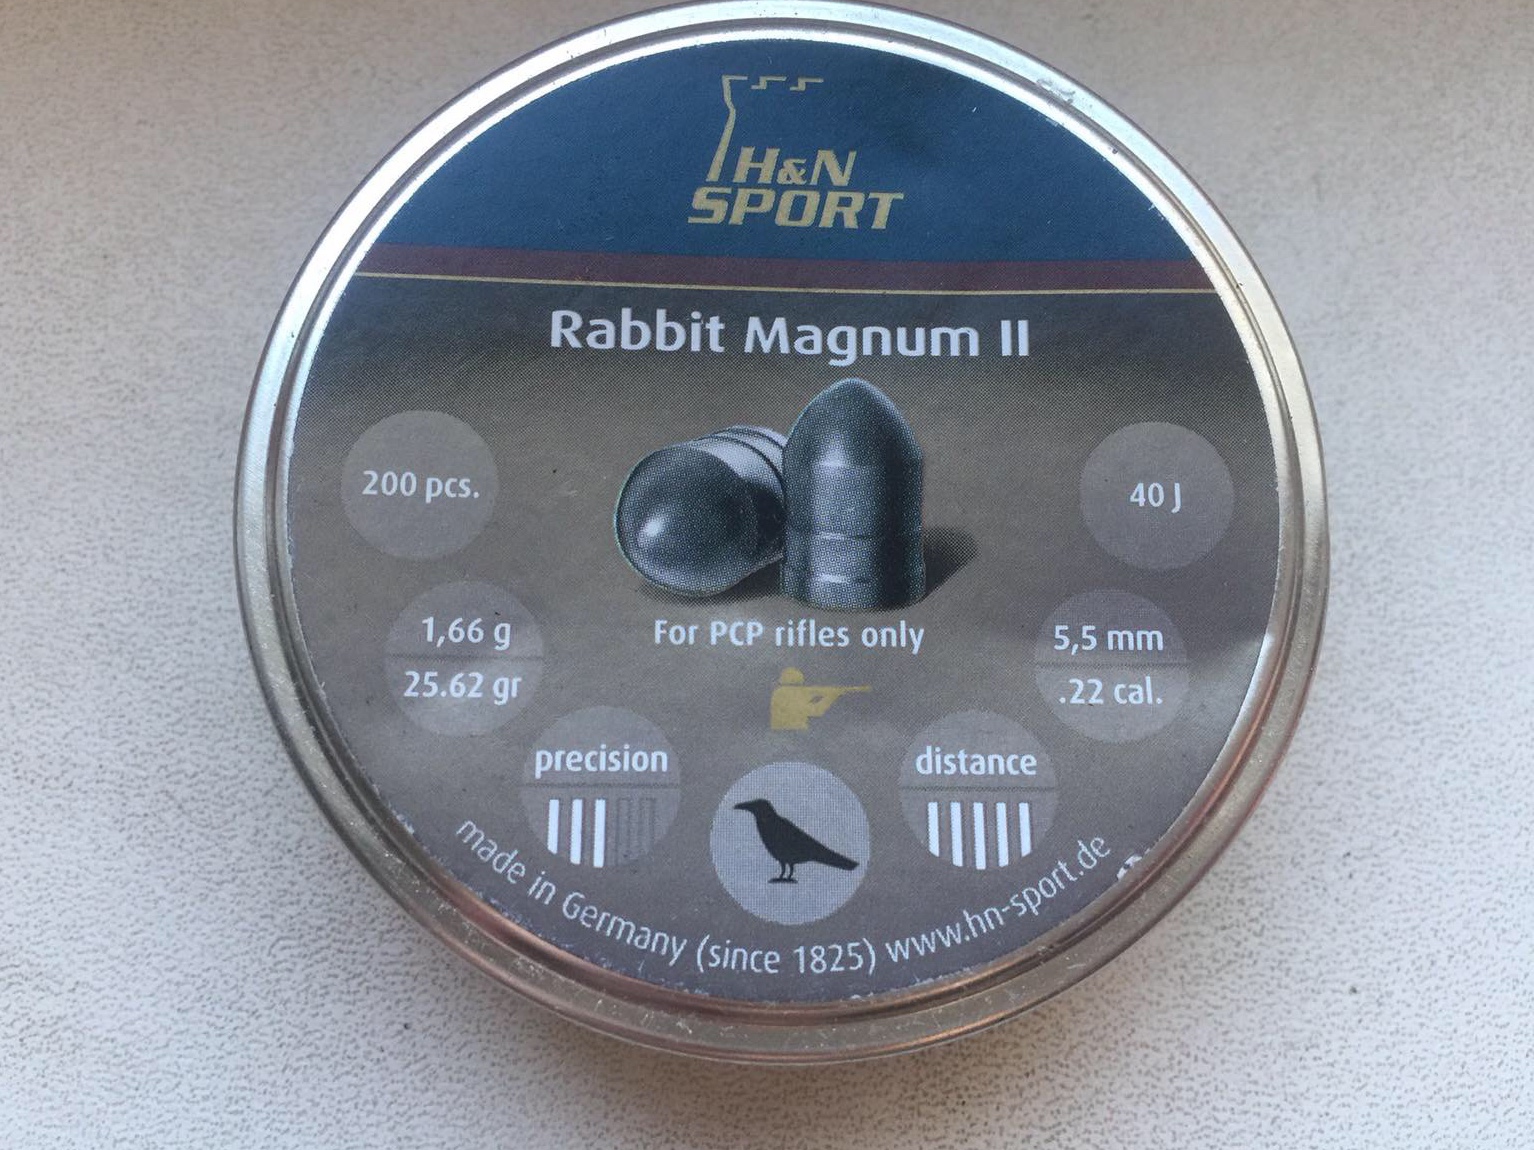 H&N
SPORT
Rabbit Magnum II
200 pcs.
40 J
For PCP rifles only
1,66 g
25.62 gr
5,5 mm
.22 cal.
precision
distance
made in Germany (since 1825) www.hn-sport.de